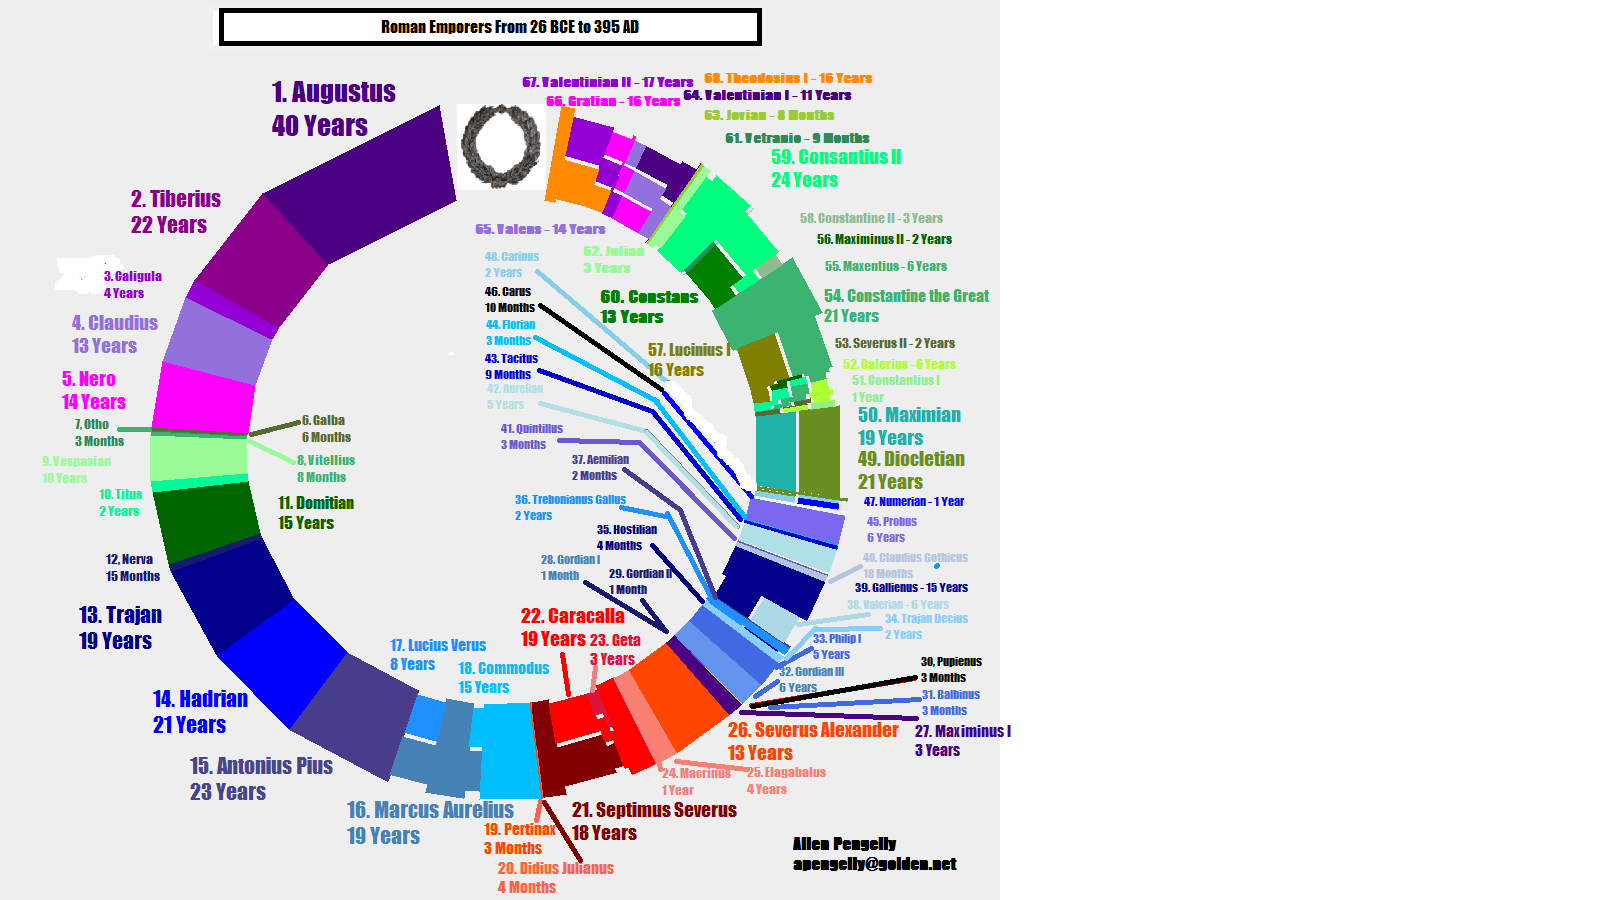 Roman Emporers From 26 BCE to 395 AD
1. Augustus
40 Years
2. Tiberius
22 Years
3. Caligula
4 Years
4. Claudius
13 Years
5. Nero
14 Years
6. Galba
6 Months
7, Otho
3 Months
8, Vitellius
8 Months
9. Vespasian
10 Years
10. Titus
2 Years
11. Domitian
15 Years
12, Nerva
15 Months
13. Trajan
19 Years
14. Hadrian
21 Years
15. Antonius Pius
23 Years
16. Marcus Aurelius
19 Years
17. Lucius Verus
8 Years
18. Commodus
15 Years
19. Pertinax
3 Months
20. Didius Julianus
4 Months
21. Septimus Severus
18 Years
22. Caracalla
19 Years
23. Geta
3 Years
24. Macrinus
1 Year
25. Elagabalus
4 Years
26. Severus Alexander
13 Years
27. Maximinus I
3 Years
28. Gordian I
1 Month
29. Gordian II
1 Month
30, Pupienus
3 Months
31. Balbinus
3 Months
32. Gordian III
6 Years
33. Philip I
5 Years
34. Trajan Decius
2 Years
35. Hostilian
4 Months
36. Trebonianus Gallus
2 Years
37. Aemilian
2 Months
38. Valerian - 6 Years
39. Gallienus - 15 Years
40. Claudius Gothicus
18 Months
41. Quintillus
3 Months
42. Aurelian
5 Years
43. Tacitus
9 Months
44. Florian
3 Months
45. Probus
6 Years
46. Carus
10 Months
47. Numerian - 1 Year
48. Carinus
2 Years
49. Diocletian
21 Years
50. Maximian
19 Years
51. Constantius I
1 Year
52. Galerius - 6 Years
53. Severus II - 2 Years
54. Constantine the Great
21 Years
55. Maxentius - 6 Years
56. Maximinus II - 2 Years
57. Lucinius I
16 Years
58. Constantine II - 3 Years
59. Consantius II
24 Years
60. Constans
13 Years
61. Vetranio - 9 Months
62. Julian
3 Years
63. Jovian - 8 Months
64. Valentinian I - 11 Years
65. Valens - 14 Years
66. Gratian - 16 Years
67. Valentinian II - 17 Years
68. Theodosius I - 16 Years
Allen Pengelly
apengelly@golden.net